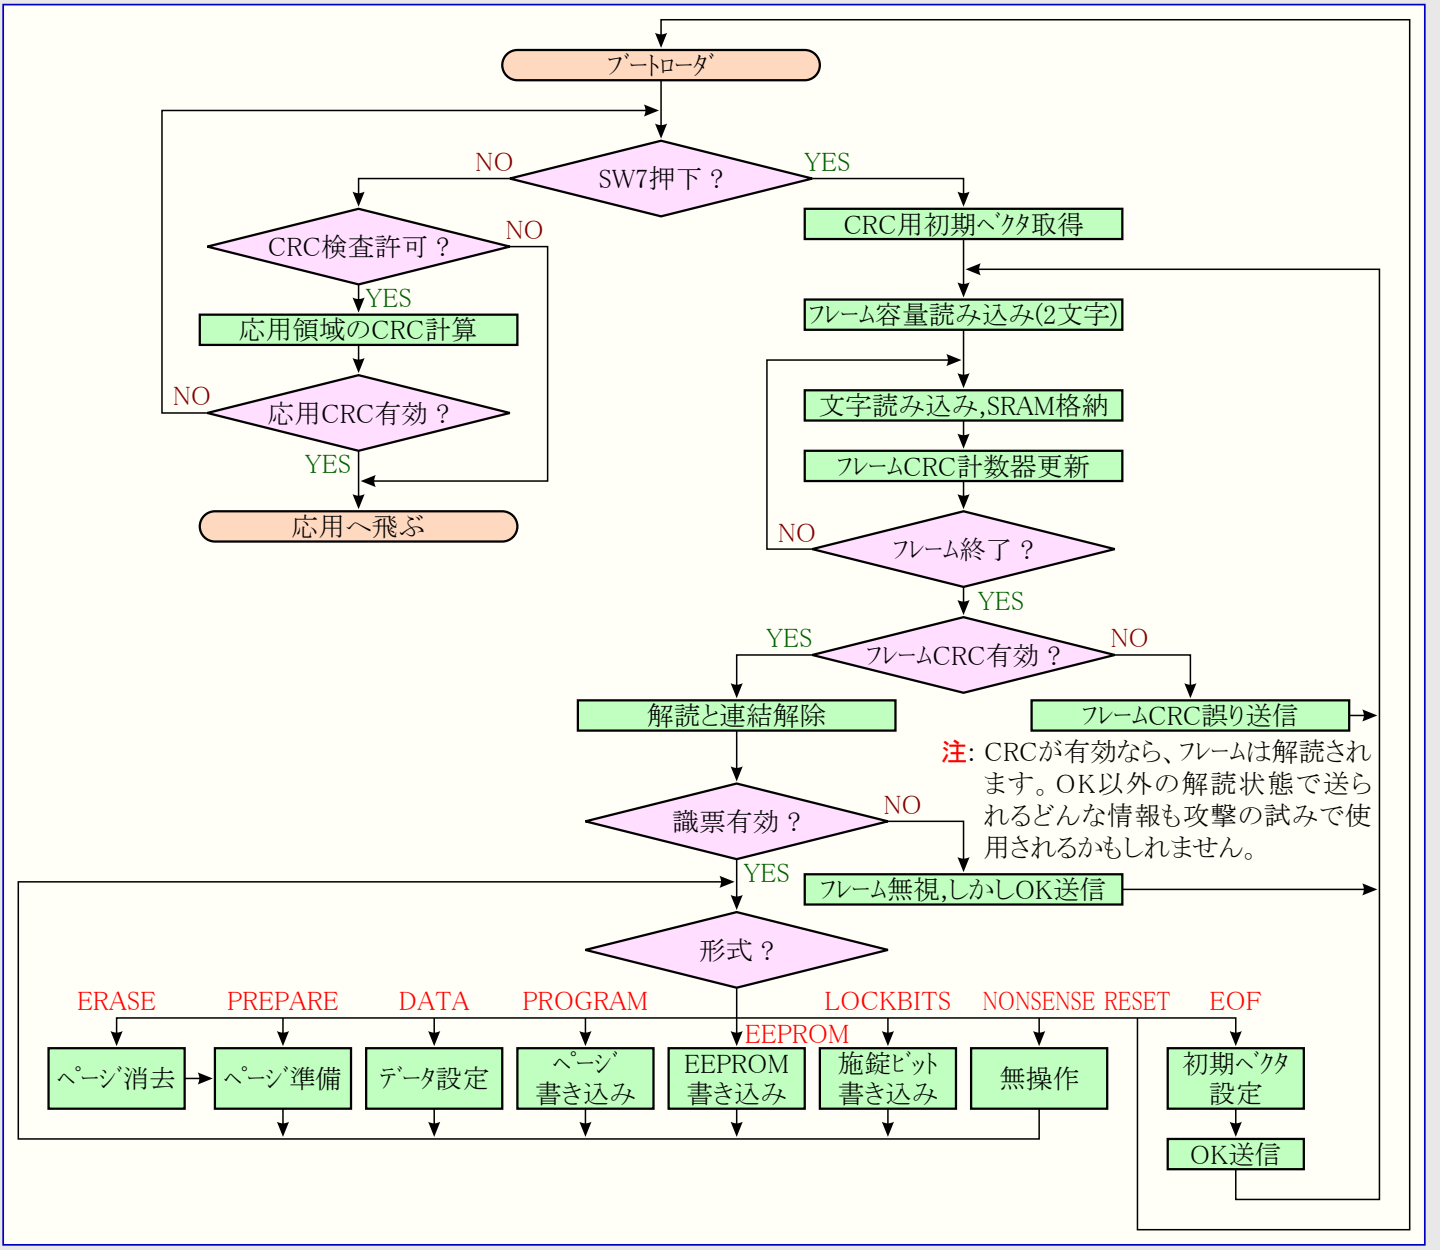 ブートローダ
SW7押下 ?
NO
YES
CRC検査許可 ?
NO
YES
応用領域のCRC計算
応用CRC有効 ?
NO
YES
応用へ飛ぶ
CRC用初期ベクタ取得
フレーム容量読み込み(2文字)
文字読み込み,SRAM格納
フレームCRC計数器更新
フレーム終了 ?
NO
YES
フレームCRC有効 ?
YES
NO
解読と連結解除
フレームCRC誤り送信
注: CRCが有効なら、フレームは解読され
ます。OK以外の解読状態で送ら
れるどんな情報も攻撃の試みで使
用されるかもしれません。
識票有効 ?
NO
YES
フレーム無視,しかしOK送信
形式 ?
ERASE
PREPARE
DATA
PROGRAM
EEPROM
LOCKBITS
NONSENSE
RESET
EOF
ページ消去
ページ準備
データ設定
ページ
書き込み
EEPROM
書き込み
施錠ビット
書き込み
無操作
初期ベクタ
設定
OK送信